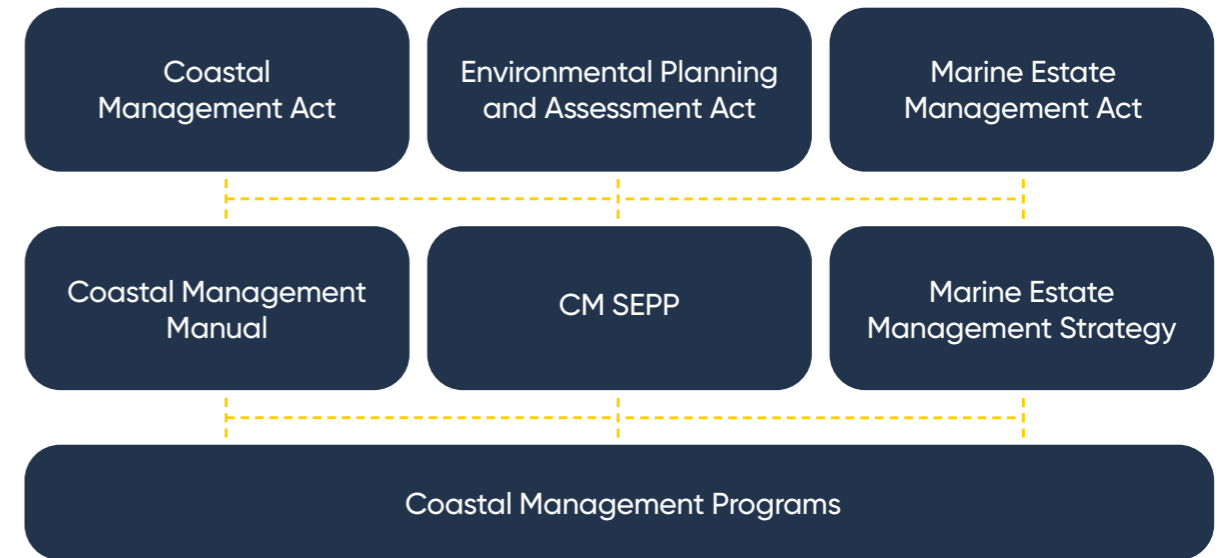 Coastal
Management Act
Environmental Planning
and Assessment Act
Marine Estate
Management Act
Coastal Management
Manual
CM SEPP
Marine Estate
Management Strategy
Coastal Management Programs